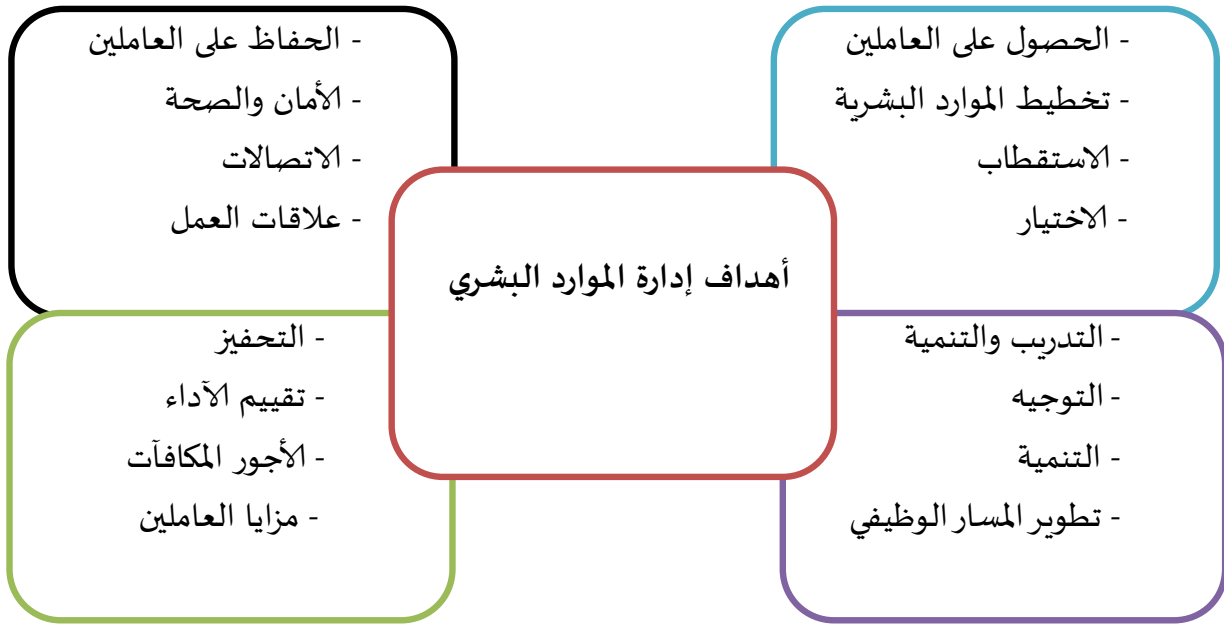 - الحصول على العاملين
- تخطيط الموارد البشرية
- الاستقطاب
- الاختيار
- الحفاظ على العاملين
- الأمان والصحة
- الاتصالات
- علاقات العمل
أهداف إدارة الموارد البشري
- التدريب والتنمية
- التوجيه
- التنمية
- تطوير المسار الوظيفي
- التحفيز
- تقييم الآداء
- الأجور المكافآت
- مزايا العاملين